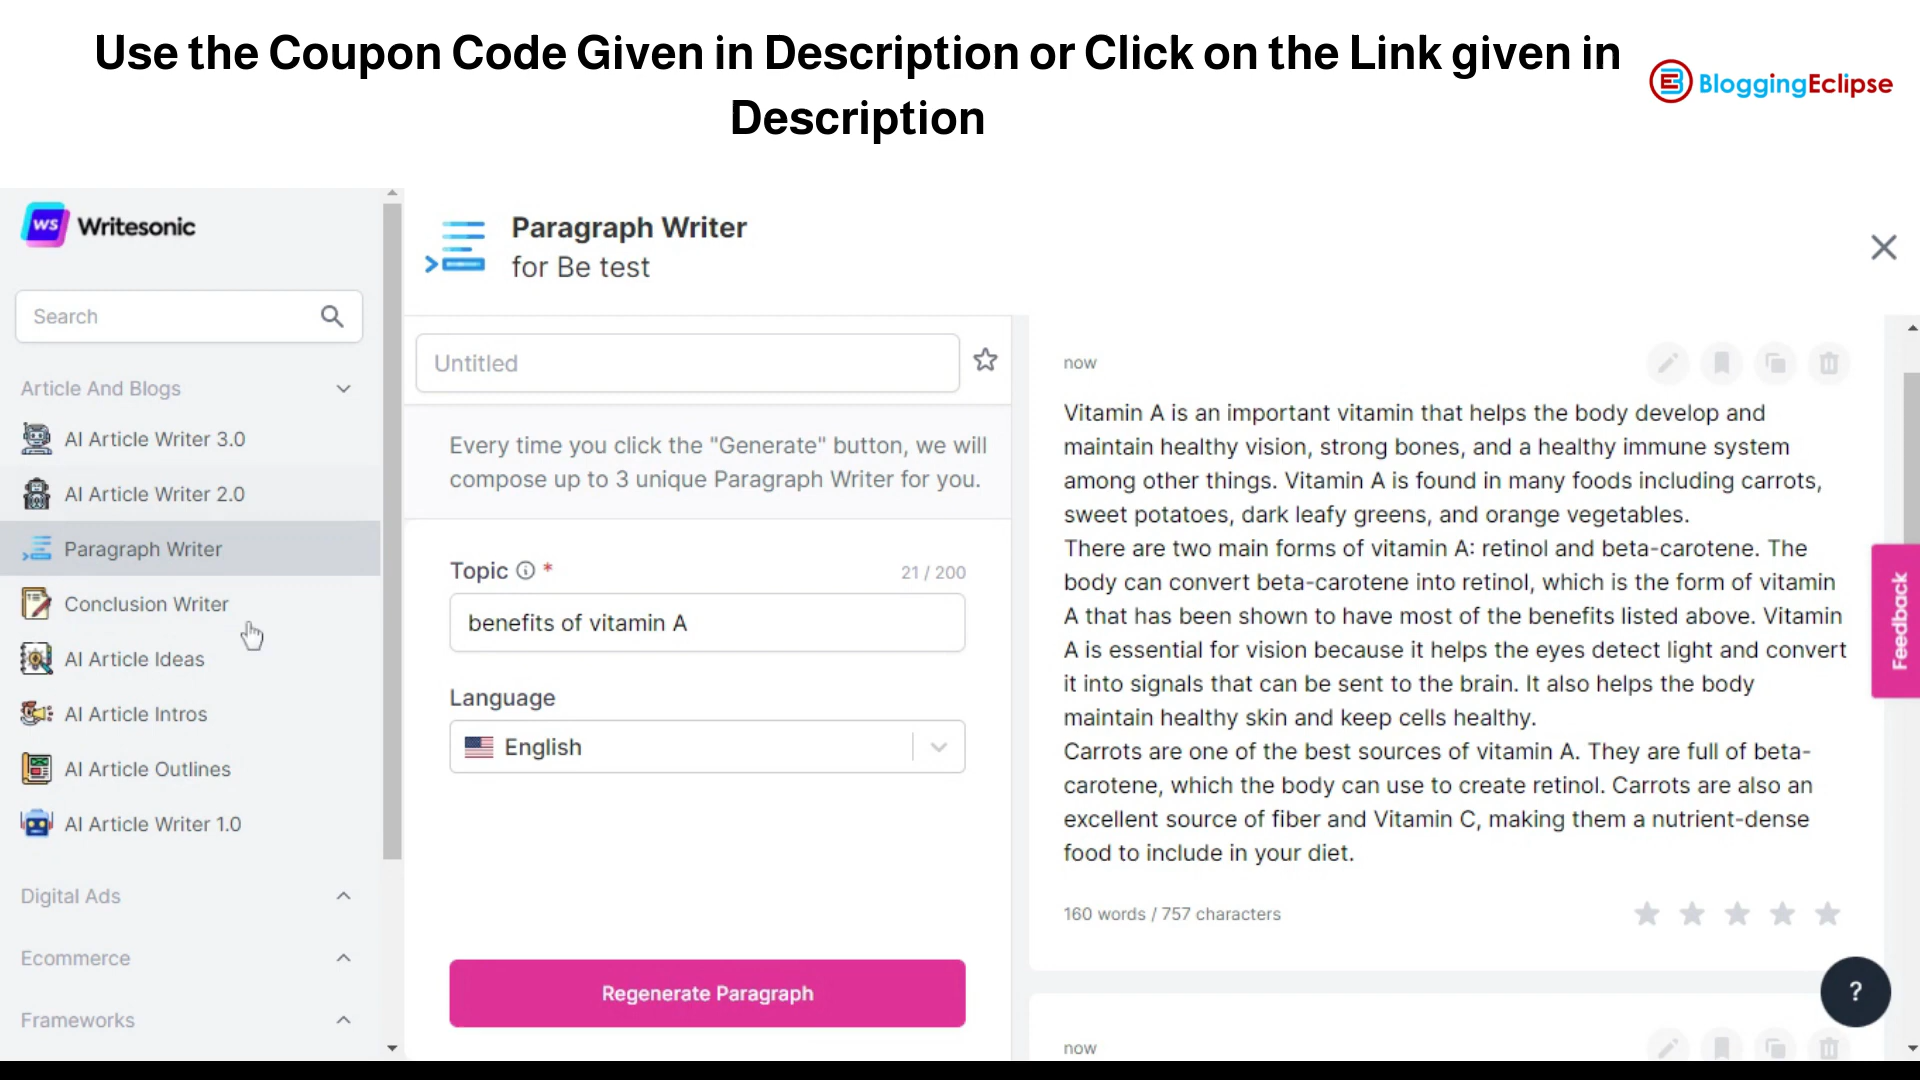 Use the Coupon Code Given in Description or Click on the Link given in
Description
BloggingEclipse
WS Writesonic
Search
Article And Blogs
AI Article Writer 3.0
AI Article Writer 2.0
Paragraph Writer
Conclusion Writer
AI Article Ideas
AI Article Intros
AI Article Outlines
AI Article Writer 1.0
Digital Ads
Ecommerce
Frameworks
Paragraph Writer
for Be test
Untitled
Every time you click the "Generate" button, we will
compose up to 3 unique Paragraph Writer for you.
Topic * 21 / 200
benefits of vitamin A
Language
English
Regenerate Paragraph
now
Vitamin A is an important vitamin that helps the body develop and
maintain healthy vision, strong bones, and a healthy immune system
among other things. Vitamin A is found in many foods including carrots,
sweet potatoes, dark leafy greens, and orange vegetables.
There are two main forms of vitamin A: retinol and beta-carotene. The
body can convert beta-carotene into retinol, which is the form of vitamin
A that has been shown to have most of the benefits listed above. Vitamin
A is essential for vision because it helps the eyes detect light and convert
it into signals that can be sent to the brain. It also helps the body
maintain healthy skin and keep cells healthy.
Carrots are one of the best sources of vitamin A. They are full of beta-
carotene, which the body can use to create retinol. Carrots are also an
excellent source of fiber and Vitamin C, making them a nutrient-dense
food to include in your diet.
160 words / 757 characters
now
Feedback
?